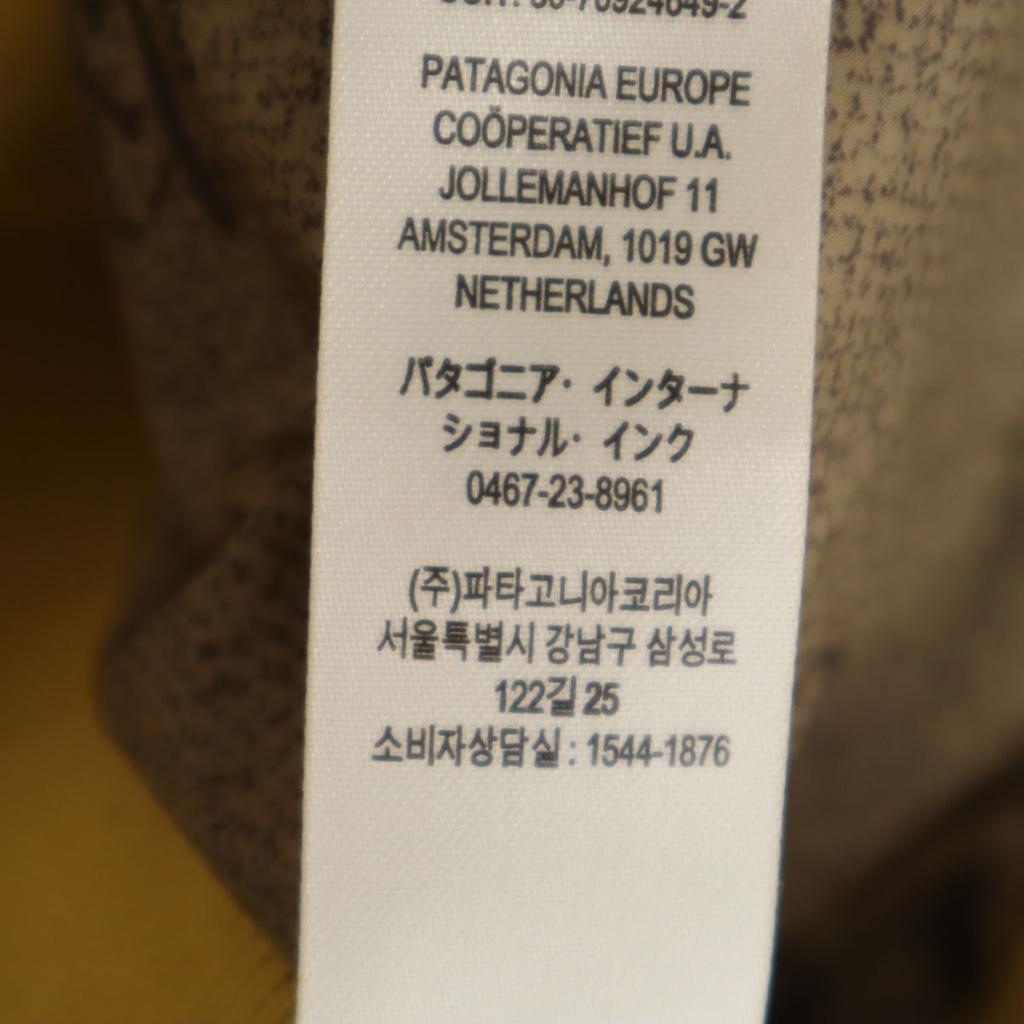 PATAGONIA EUROPE
COÖPERATIEF U.A.
JOLLEMANHOF 11
AMSTERDAM, 1019 GW
NETHERLANDS
パタゴニア・インターナ
ショナル・インク
0467-23-8961
(주)파타고니아코리아
서울특별시 강남구 삼성로
122길 25
소비자상담실 : 1544-1876